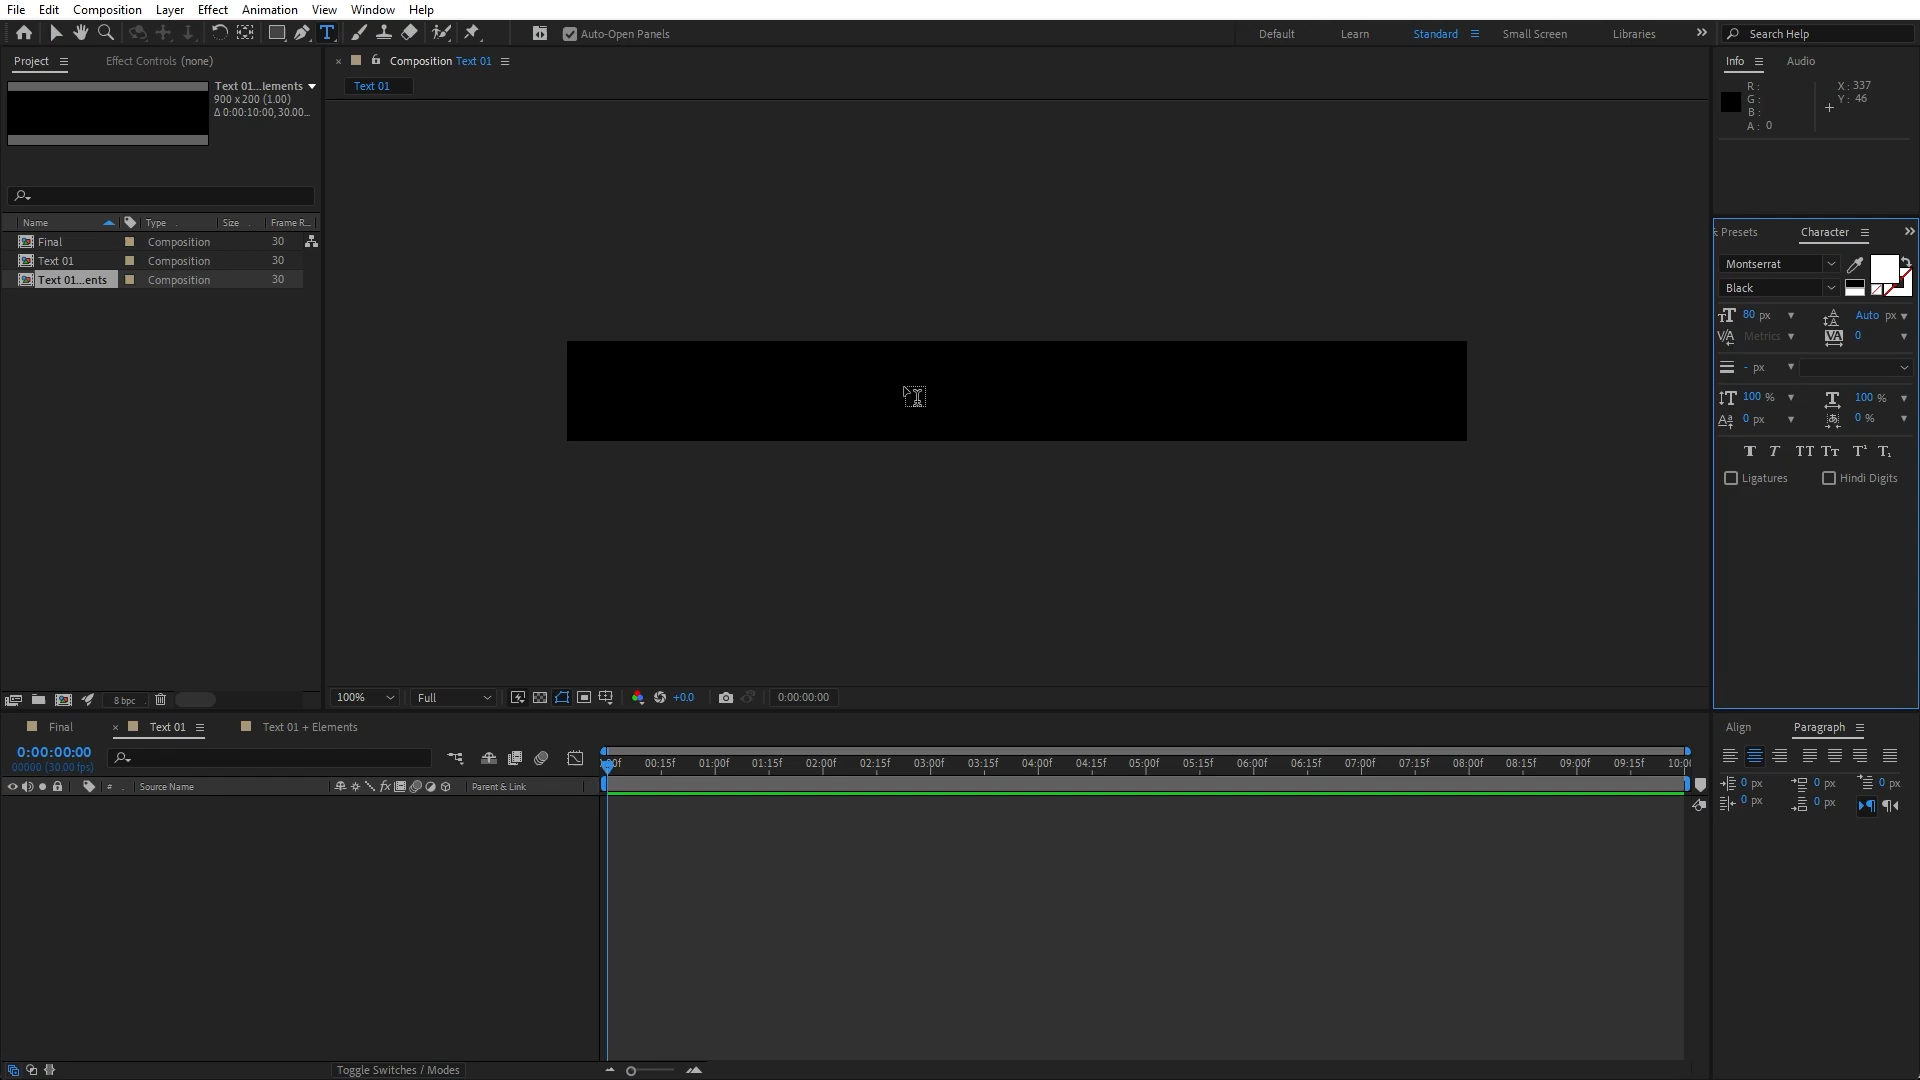 File Edit Composition Layer Effect Animation View Window Help
Auto-Open Panels
Default Learn Standard Small Screen Libraries
Search Help
Project
Effect Controls (none)
Text 01...lements
900 x 200 (1.00)
Δ 0:00:10:00, 30.00...
Name Type Size Frame R...
Final Composition 30
Text 01 Composition 30
Text 01...ents Composition 30
8 bpc
Composition Text 01
Text 01
100%
Full
+0.0
0:00:00:00
Info Audio
R :
G :
B :
A : 0
X : 337
Y : 46
Presets
Character
Montserrat
Black
80 px
Auto px
Metrics
0
- px
100 %
100 %
0 px
0 %
Ligatures
Hindi Digits
Final
Text 01
Text 01 + Elements
0:00:00:00
00000 (30.00 fps)
# Source Name
Parent & Link
:00f 00:15f 01:00f 01:15f 02:00f 02:15f 03:00f 03:15f 04:00f 04:15f 05:00f 05:15f 06:00f 06:15f 07:00f 07:15f 08:00f 08:15f 09:00f 09:15f 10:0
Toggle Switches / Modes
Align
Paragraph
0 px 0 px 0 px
0 px 0 px